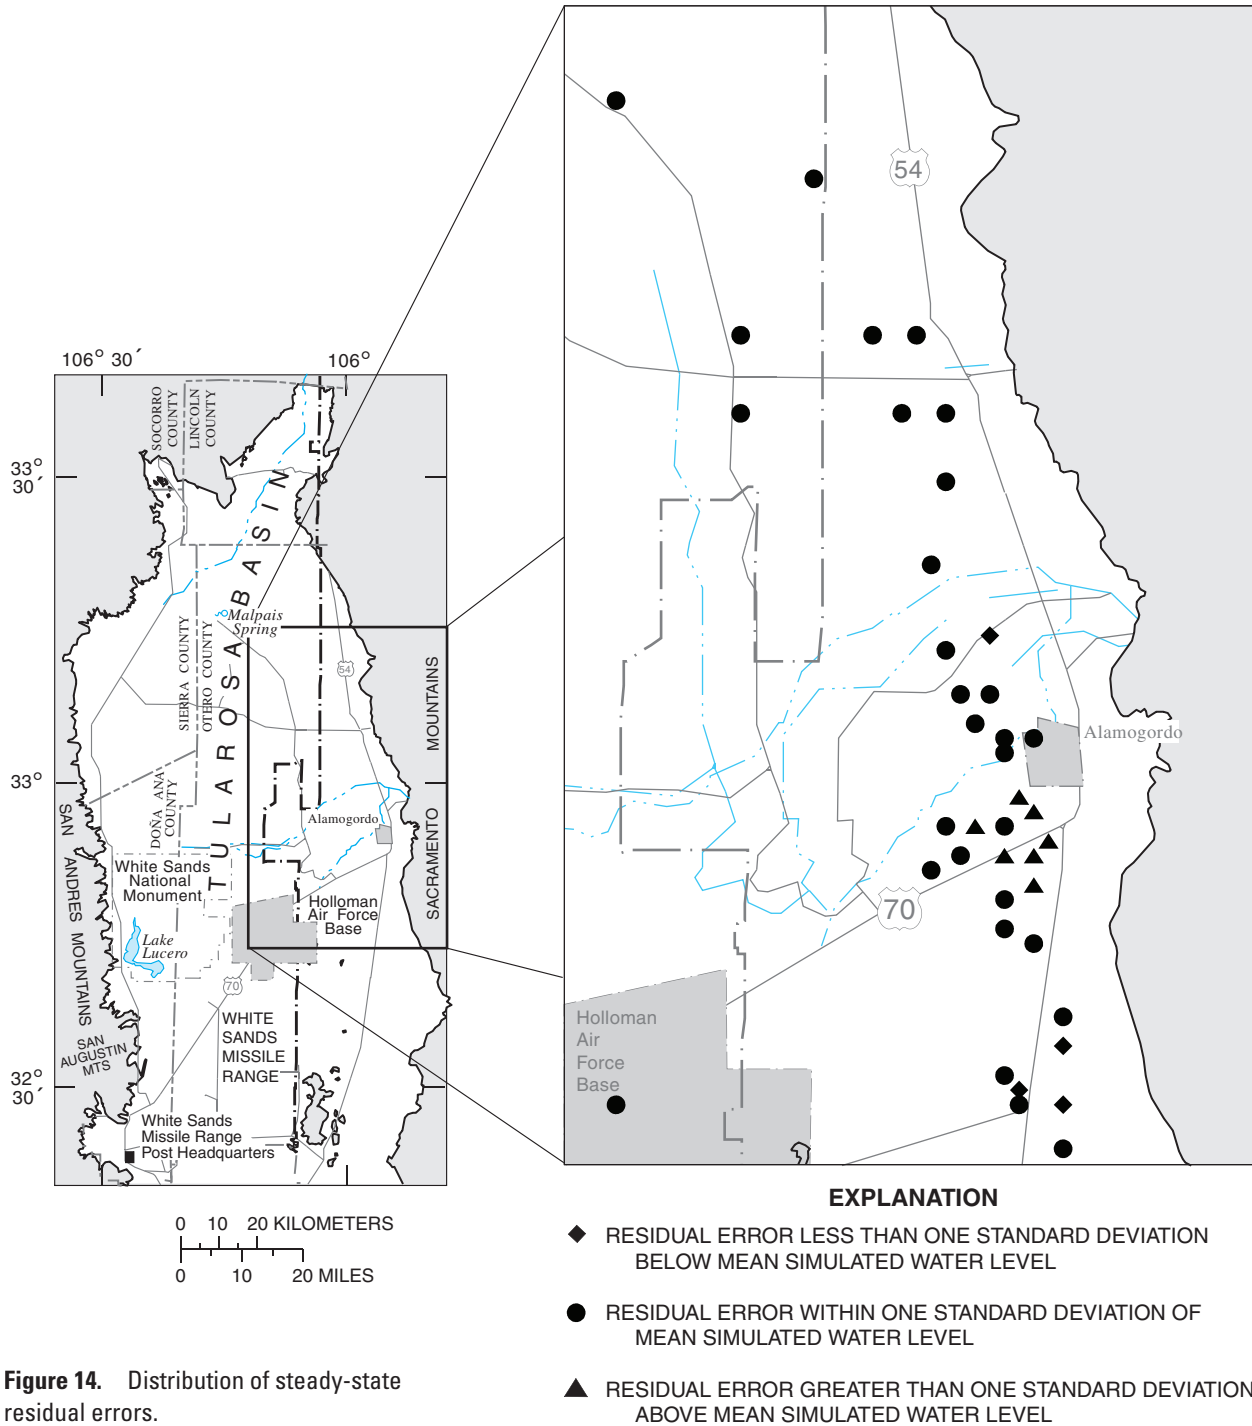 54
Alamogordo
70
Holloman
Air
Force
Base
106° 30´
106°
33°
30´
33°
32°
30´
SOCORRO
COUNTY
LINCOLN
COUNTY
TULAROSA BASIN
Malpais
Spring
SIERRA COUNTY
OTERO COUNTY
54
MOUNTAINS
SACRAMENTO
DOÑA ANA
COUNTY
Alamogordo
SAN
ANDRES MOUNTAINS
White Sands
National
Monument
Holloman
Air Force
Base
Lake
Lucero
70
WHITE
SANDS
MISSILE
RANGE
SAN
AUGUSTIN
MTS
White Sands
Missile Range
Post Headquarters
0 10 20 KILOMETERS
0 10 20 MILES
EXPLANATION
RESIDUAL ERROR LESS THAN ONE STANDARD DEVIATION
BELOW MEAN SIMULATED WATER LEVEL
RESIDUAL ERROR WITHIN ONE STANDARD DEVIATION OF
MEAN SIMULATED WATER LEVEL
RESIDUAL ERROR GREATER THAN ONE STANDARD DEVIATION
ABOVE MEAN SIMULATED WATER LEVEL
Figure 14. Distribution of steady-state
residual errors.